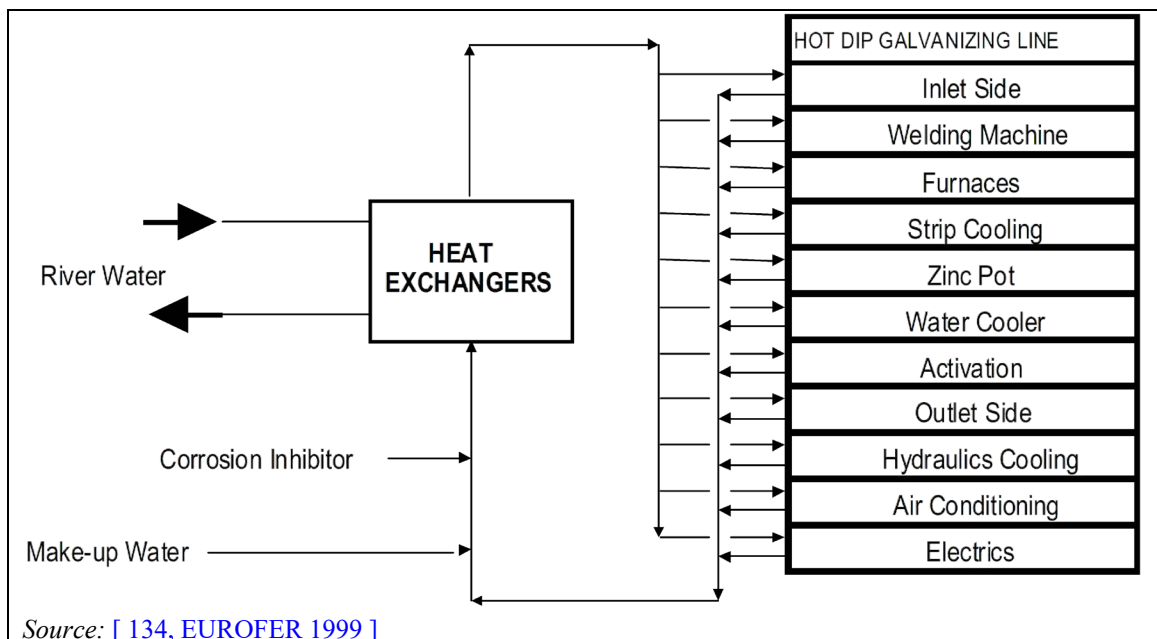 HOT DIP GALVANIZING LINE
Inlet Side
Welding Machine
Furnaces
Strip Cooling
Zinc Pot
Water Cooler
Activation
Outlet Side
Hydraulics Cooling
Air Conditioning
Electrics
HEAT
EXCHANGERS
River Water
Corrosion Inhibitor
Make-up Water
Source: [ 134, EUROFER 1999 ]